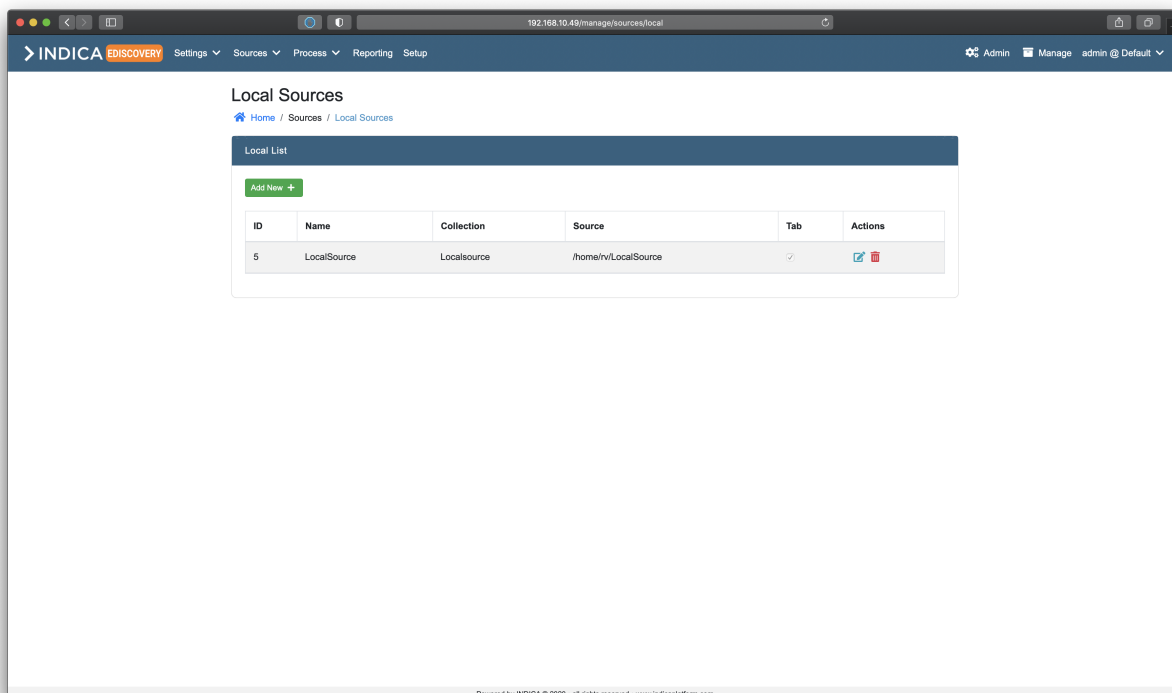 192.168.10.49/manage/sources/local
INDICA EDISCOVERY Settings Sources Process Reporting Setup Admin Manage admin @ Default
Local Sources
Home / Sources / Local Sources
Local List
Add New +
ID Name Collection Source Tab Actions
5 LocalSource Localsource /home/rv/LocalSource